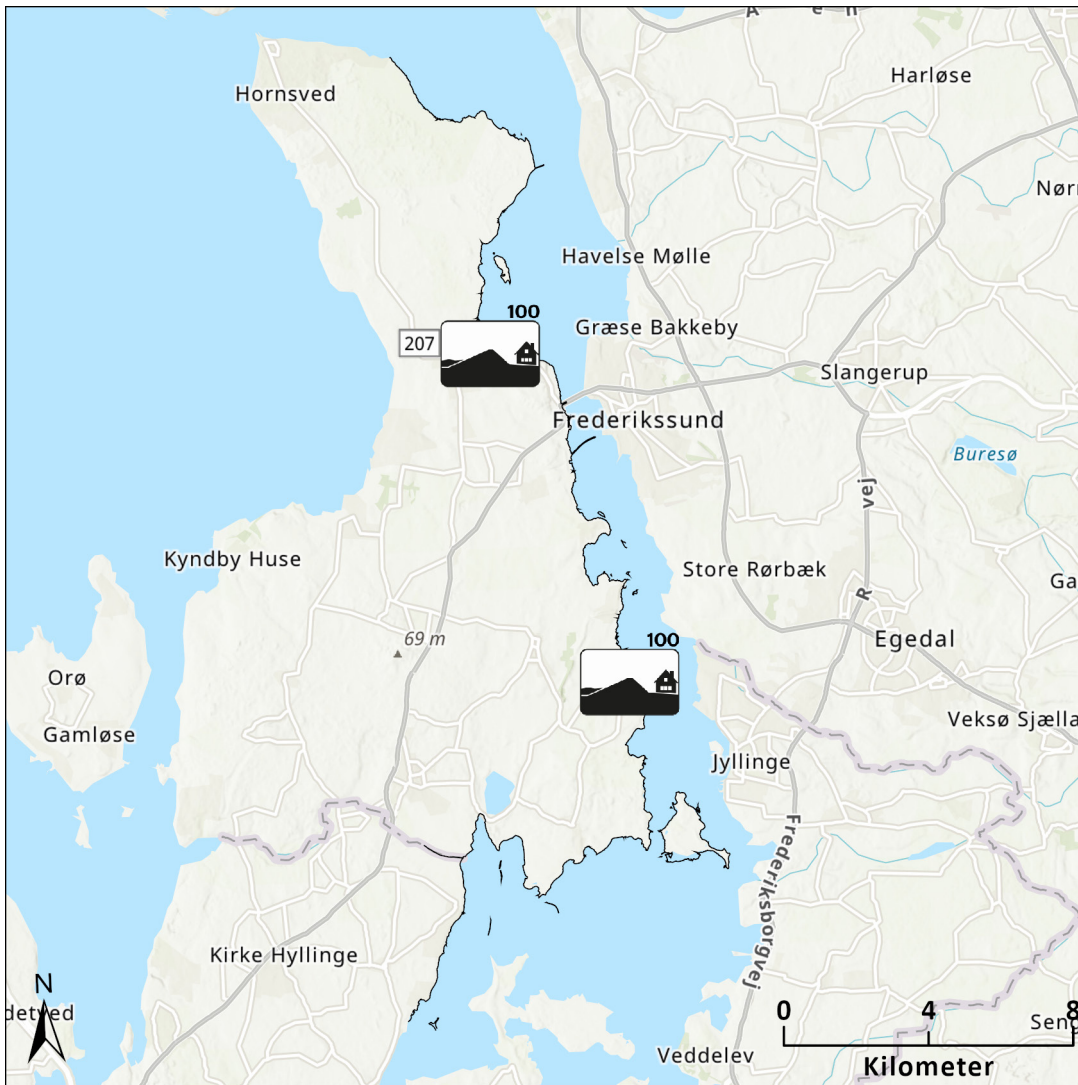 Harløse
Hornsved
Havelse Mølle
100
Græse Bakkeby
207
Slangerup
Frederikssund
Buresø
vej
Kyndby Huse
Store Rørbæk
R
69 m
100
Egedal
Orø
Veksø Sjælla
Gamløse
Jyllinge
Frederiksborgvej
Kirke Hyllinge
N
0 4 8
Veddelev
Kilometer